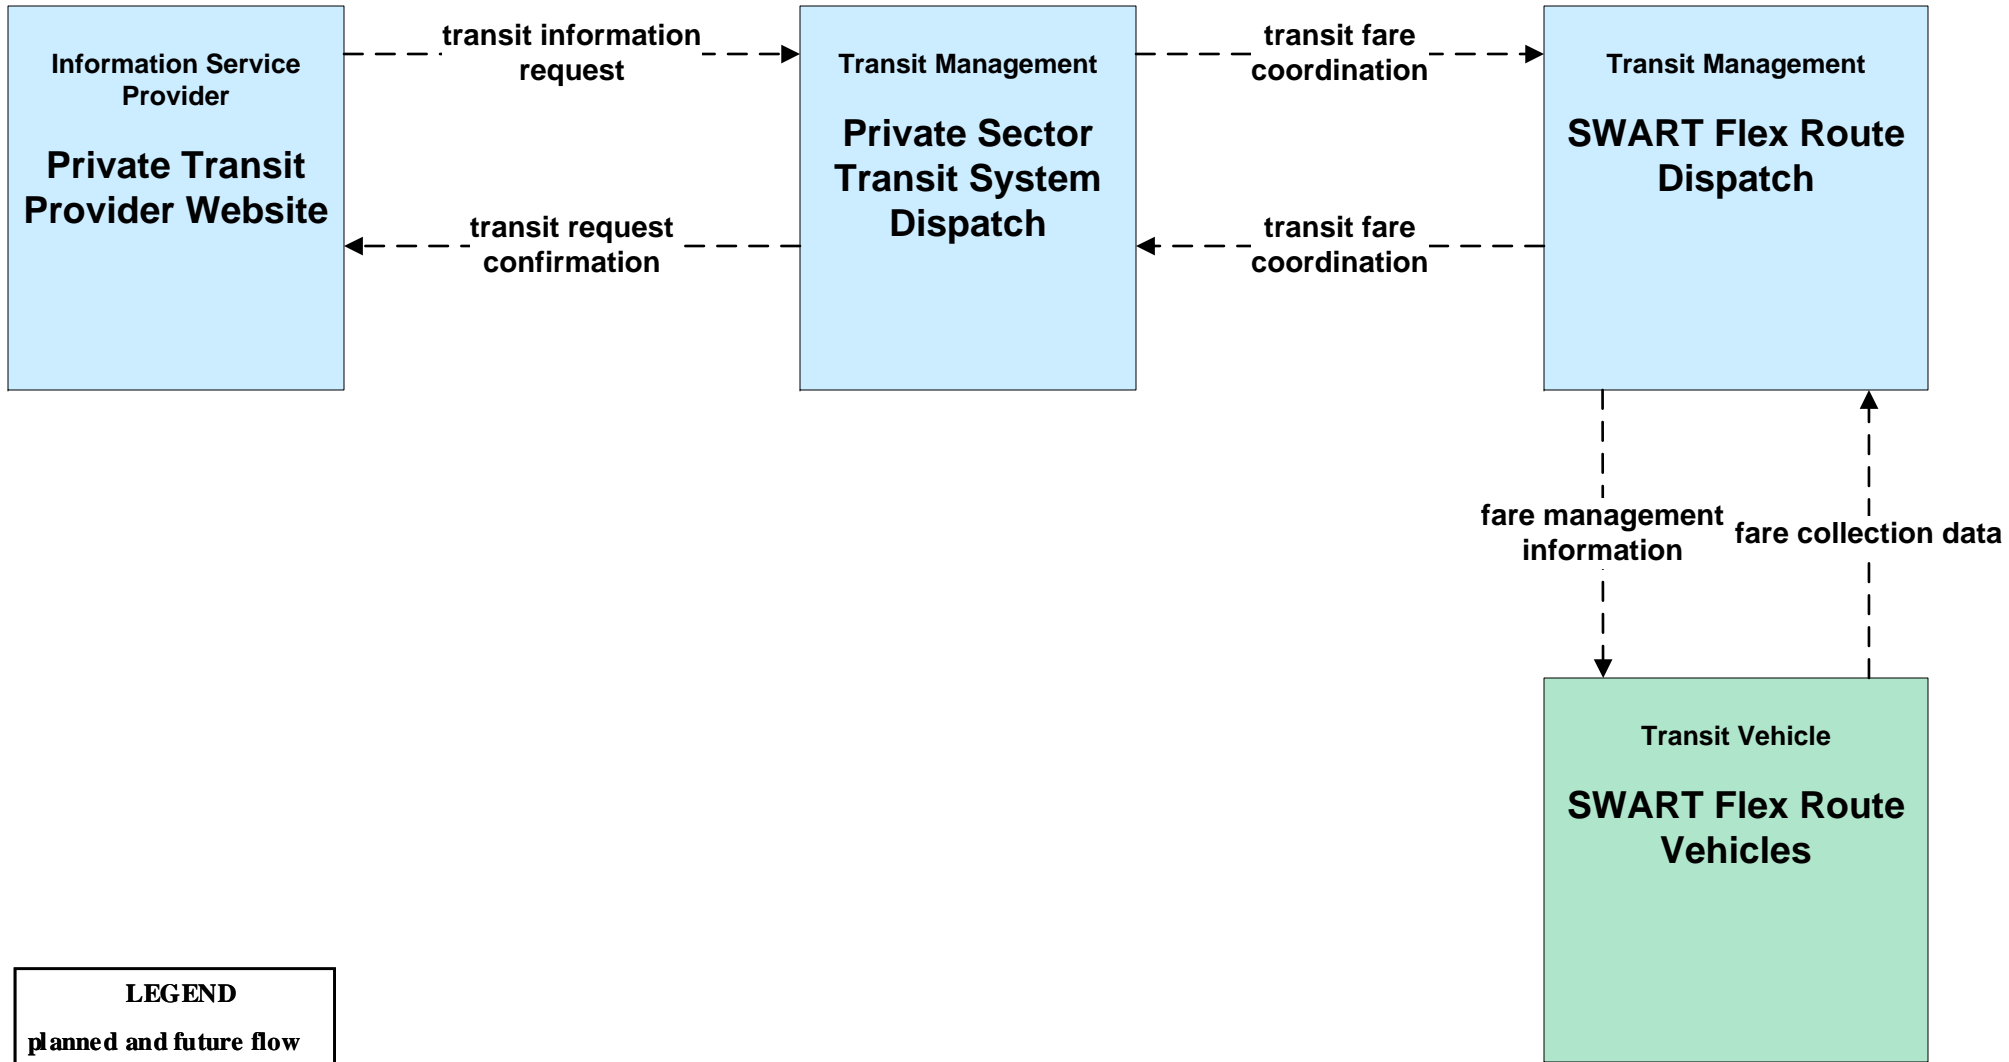 Information Service
Provider
Private Transit
Provider Website
transit information
request
transit request
confirmation
Transit Management
Private Sector
Transit System
Dispatch
transit fare
coordination
transit fare
coordination
Transit Management
SWART Flex Route
Dispatch
fare management
information
fare collection data
Transit Vehicle
SWART Flex Route
Vehicles
LEGEND
planned and future flow